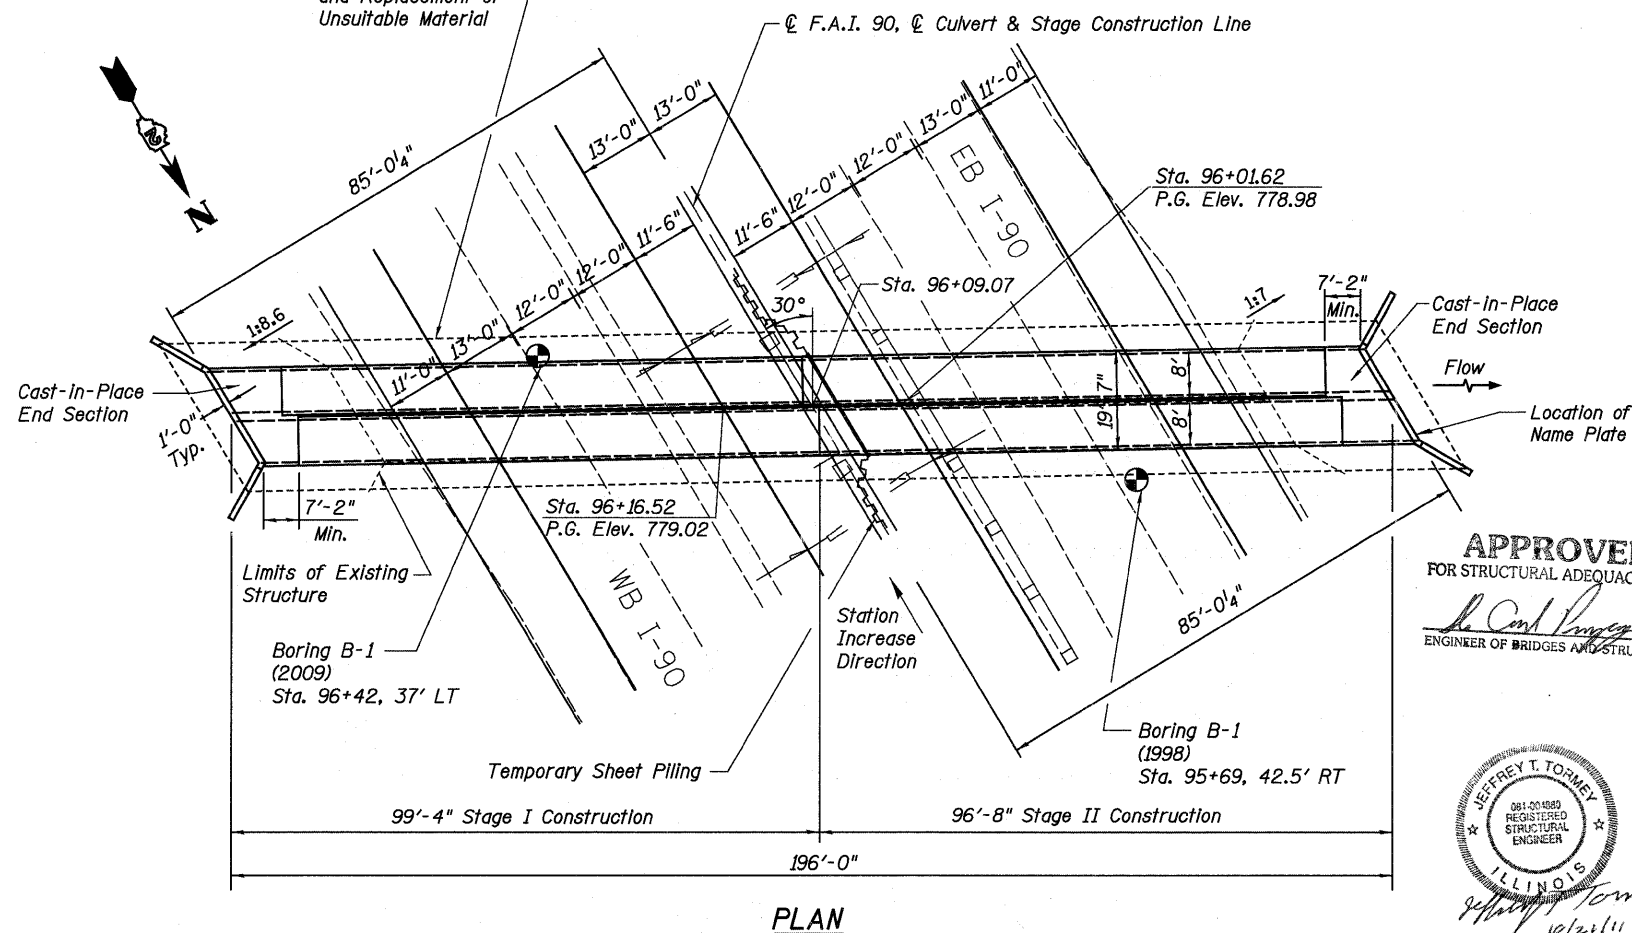 Unsuitable Material
℄ F.A.I. 90, ℄ Culvert & Stage Construction Line
N
85'-0¼"
13'-0"
13'-0"
11'-0"
13'-0"
12'-0"
12'-0"
11'-6"
11'-6"
12'-0"
12'-0"
13'-0"
11'-0"
EB I-90
Sta. 96+01.62
P.G. Elev. 778.98
Sta. 96+09.07
30°
1:8.6
1:7
7'-2"
Min.
Cast-in-Place
End Section
Flow
Location of
Name Plate
Cast-in-Place
End Section
1'-0"
Typ.
19'-7"
8'
8'
7'-2"
Min.
Sta. 96+16.52
P.G. Elev. 779.02
Limits of Existing
Structure
WB I-90
Station
Increase
Direction
85'-0¼"
Boring B-1
(2009)
Sta. 96+42, 37' LT
Boring B-1
(1998)
Sta. 95+69, 42.5' RT
Temporary Sheet Piling
99'-4" Stage I Construction
96'-8" Stage II Construction
196'-0"
PLAN
APPROVE
FOR STRUCTURAL ADEQUAC
ENGINEER OF BRIDGES AND STRU
JEFFREY T. TORMEY
REGISTERED
STRUCTURAL
ENGINEER
ILLINOIS